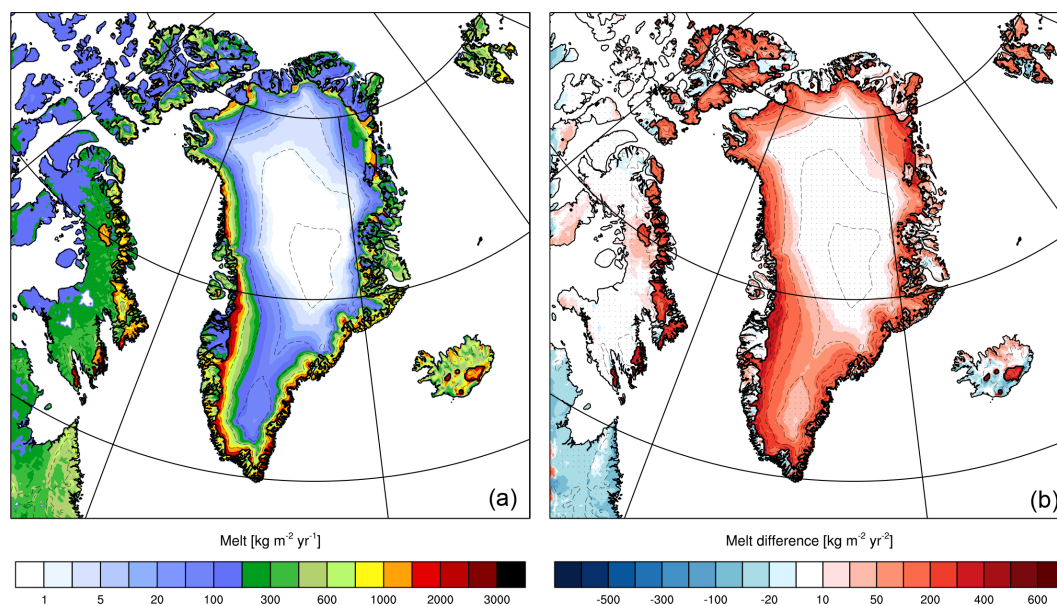 (a)
(b)
Melt [kg m⁻² yr⁻¹]
Melt difference [kg m⁻² yr⁻²]
1 5 20 100 300 600 1000 2000 3000
-500 -300 -100 -20 10 50 200 400 600